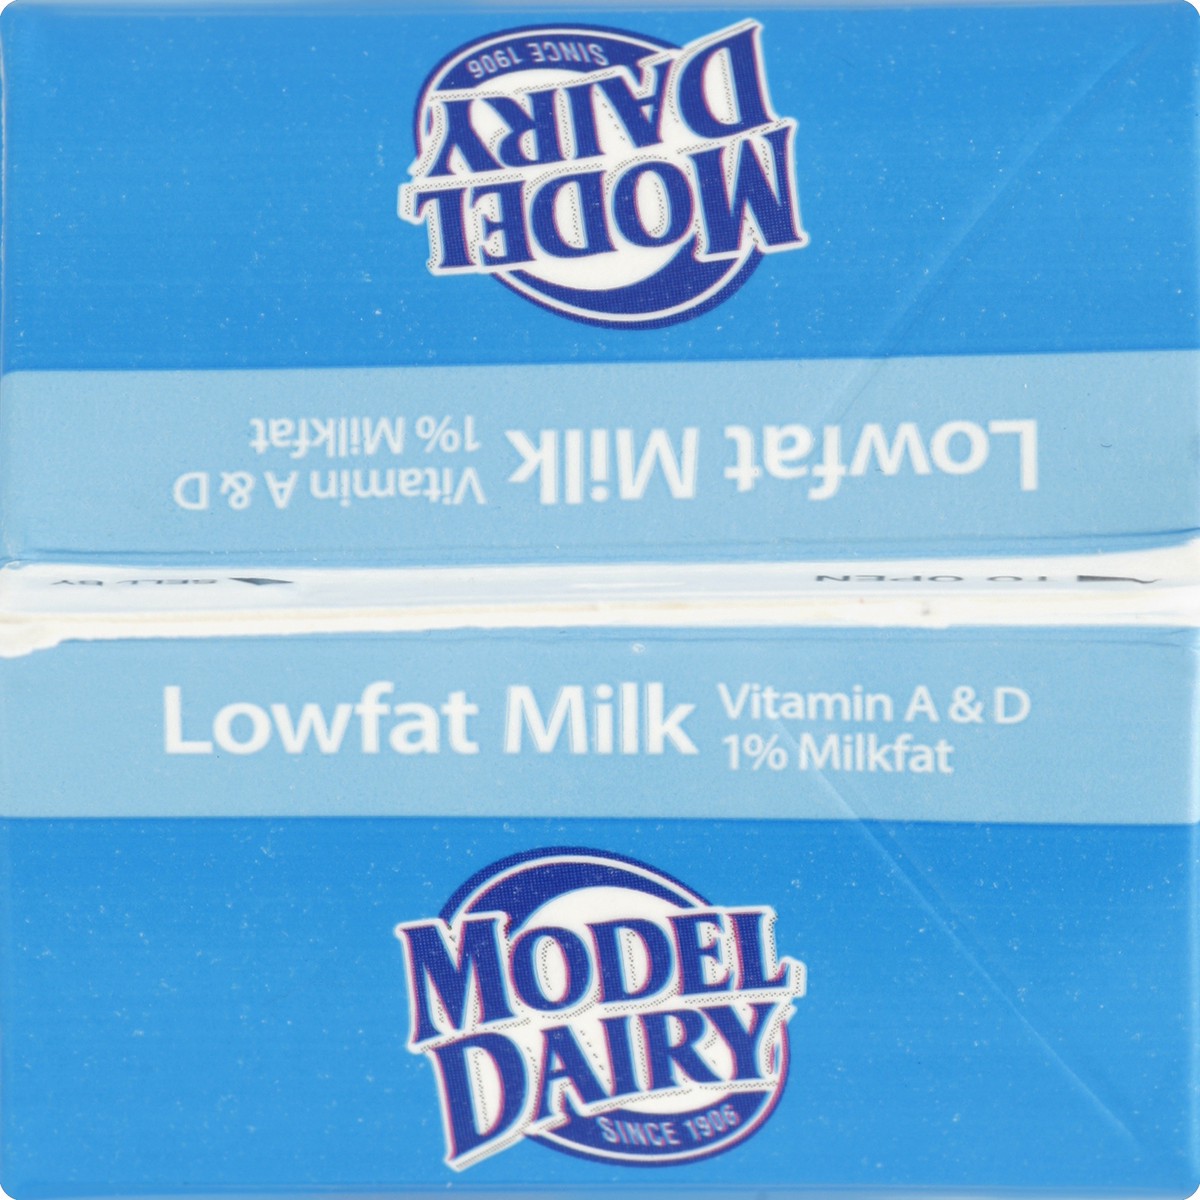 SINCE 1906
MODEL
DAIRY
Lowfat Milk
Vitamin A & D
1% Milkfat
SELL BY
TO OPEN
Lowfat Milk
Vitamin A & D
1% Milkfat
MODEL
DAIRY
SINCE 1906